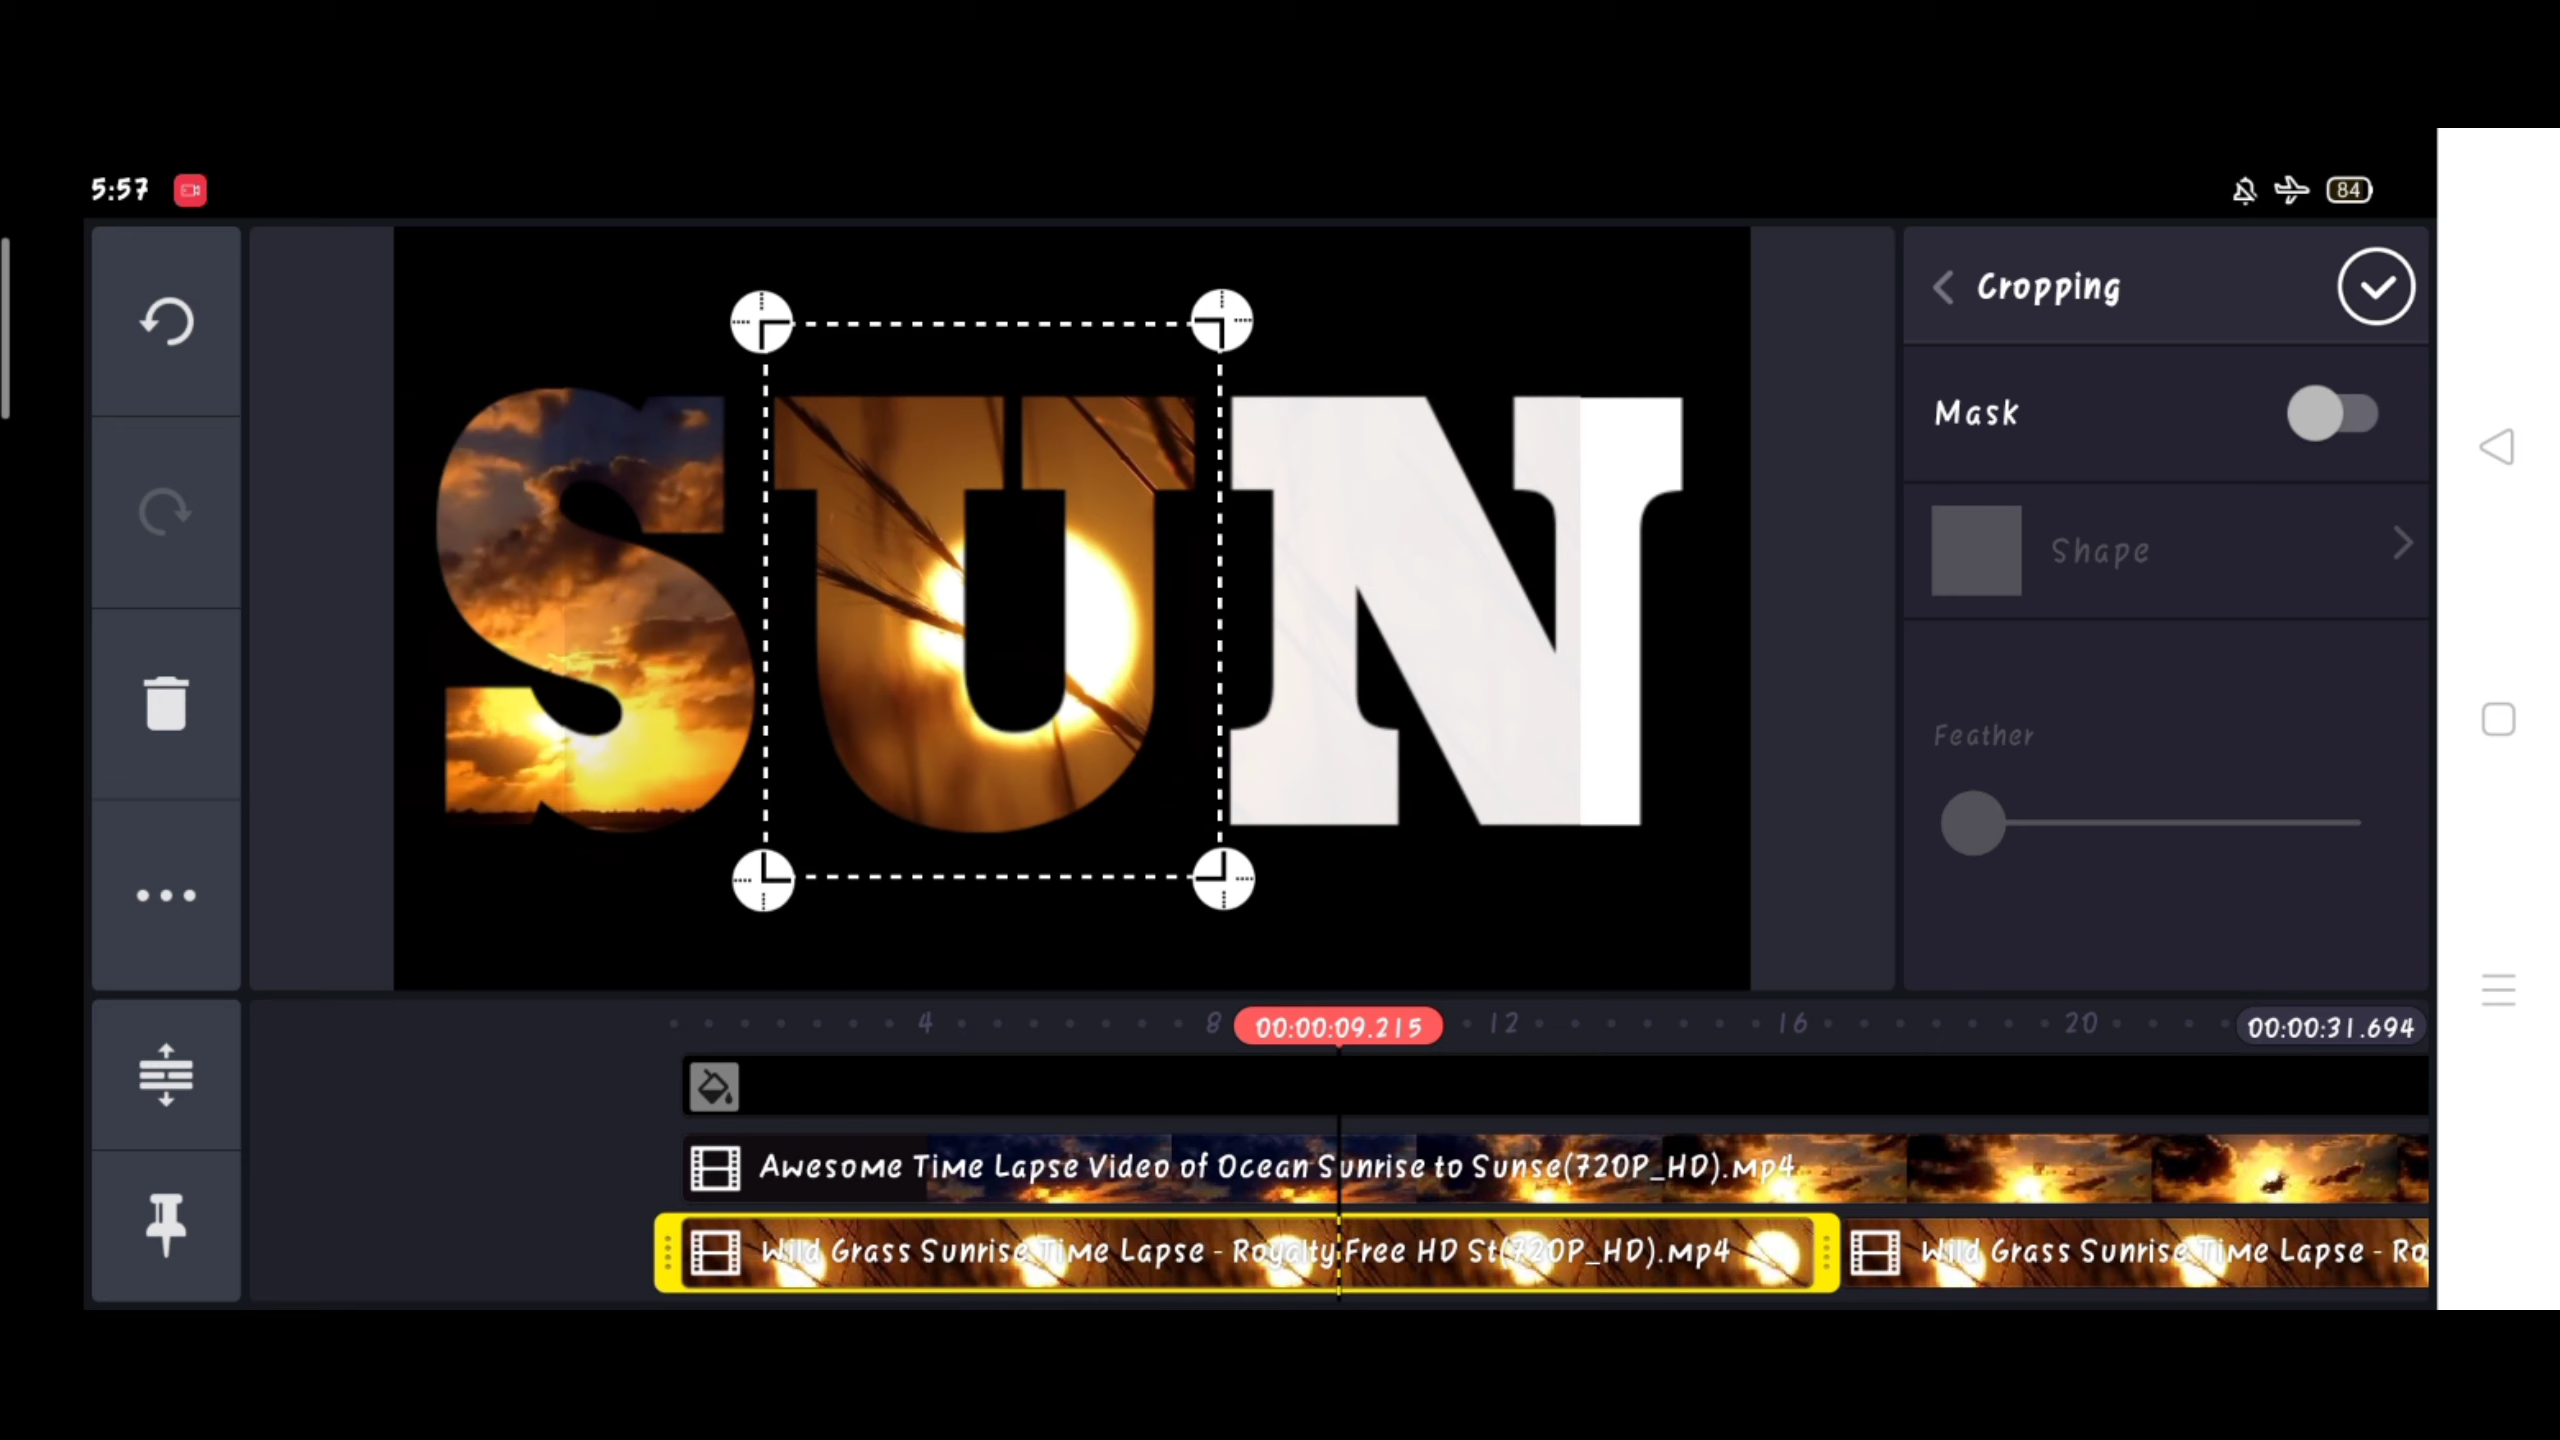 5:57
84
Cropping
SUN
Mask
Shape
Feather
4 8 00:00:09.215 12 16 20 00:00:31.694
Awesome Time Lapse Video of Ocean Sunrise to Sunse(720P_HD).mp4
Wild Grass Sunrise Time Lapse - Royalty Free HD St(720P_HD).mp4 Wild Grass Sunrise Time Lapse - Ro